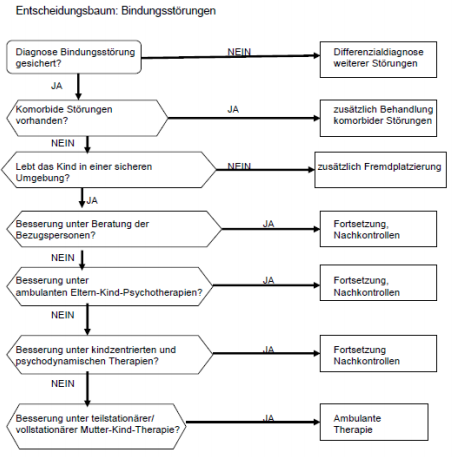 Entscheidungsbaum: Bindungsstörungen
Diagnose Bindungsstörung
gesichert?
NEIN
Differenzialdiagnose
weiterer Störungen
JA
Komorbide Störungen
vorhanden?
JA
zusätzlich Behandlung
komorbider Störungen
NEIN
Lebt das Kind in einer sicheren
Umgebung?
NEIN
zusätzlich Fremdplatzierung
JA
Besserung unter Beratung der
Bezugspersonen?
JA
Fortsetzung,
Nachkontrollen
NEIN
Besserung unter
ambulanten Eltern-Kind-Psychotherapien?
JA
Fortsetzung,
Nachkontrollen
NEIN
Besserung unter kindzentrierten und
psychodynamischen Therapien?
JA
Fortsetzung
Nachkontrollen
NEIN
Besserung unter teilstationärer/
vollstationärer Mutter-Kind-Therapie?
JA
Ambulante
Therapie